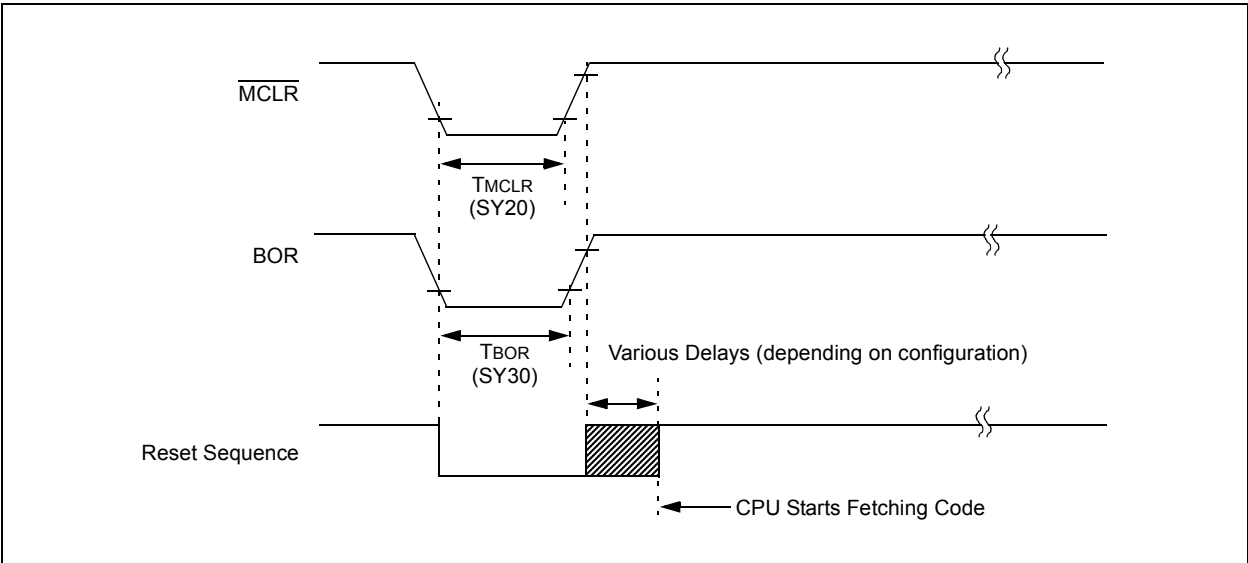 MCLR
TMCLR
(SY20)
BOR
TBOR
(SY30)
Various Delays (depending on configuration)
Reset Sequence
CPU Starts Fetching Code